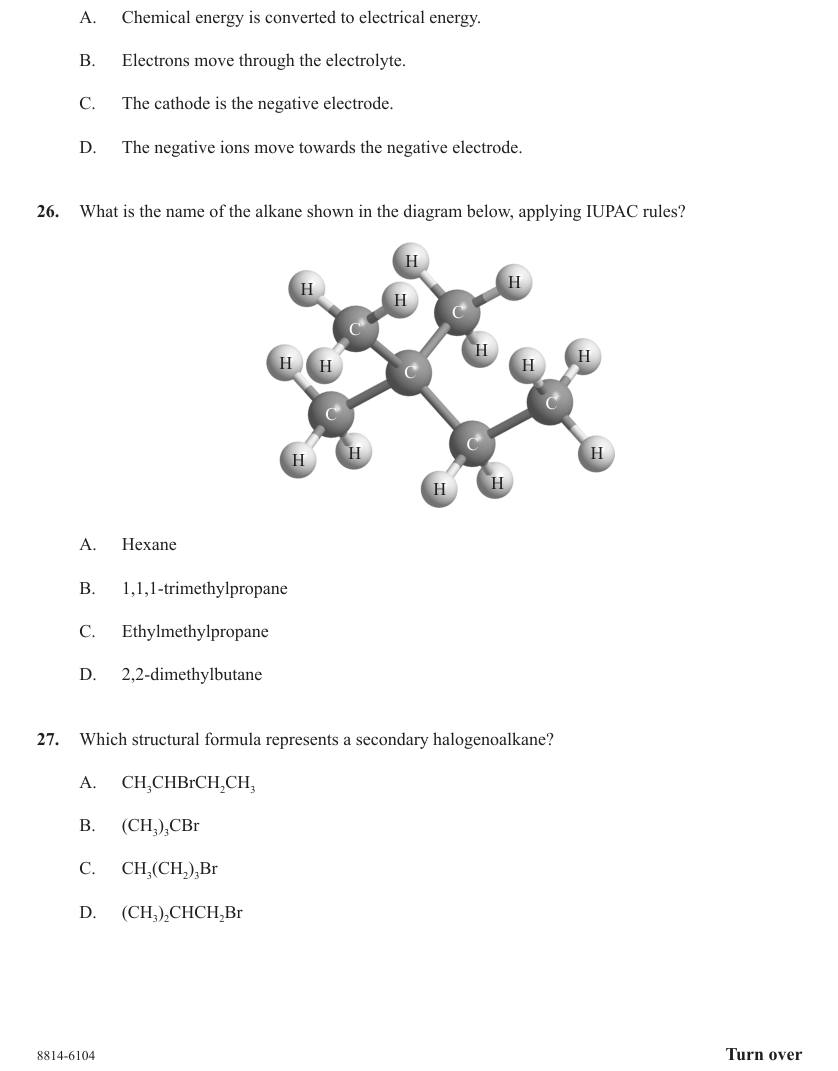 A. Chemical energy is converted to electrical energy.
B. Electrons move through the electrolyte.
C. The cathode is the negative electrode.
D. The negative ions move towards the negative electrode.
26. What is the name of the alkane shown in the diagram below, applying IUPAC rules?
H
H H H
C C
H H H H H
C C
C C
H H H
H H
A. Hexane
B. 1,1,1-trimethylpropane
C. Ethylmethylpropane
D. 2,2-dimethylbutane
27. Which structural formula represents a secondary halogenoalkane?
A. CH₃CHBrCH₂CH₃
B. (CH₃)₃CBr
C. CH₃(CH₂)₃Br
D. (CH₃)₂CHCH₂Br
8814-6104 Turn over